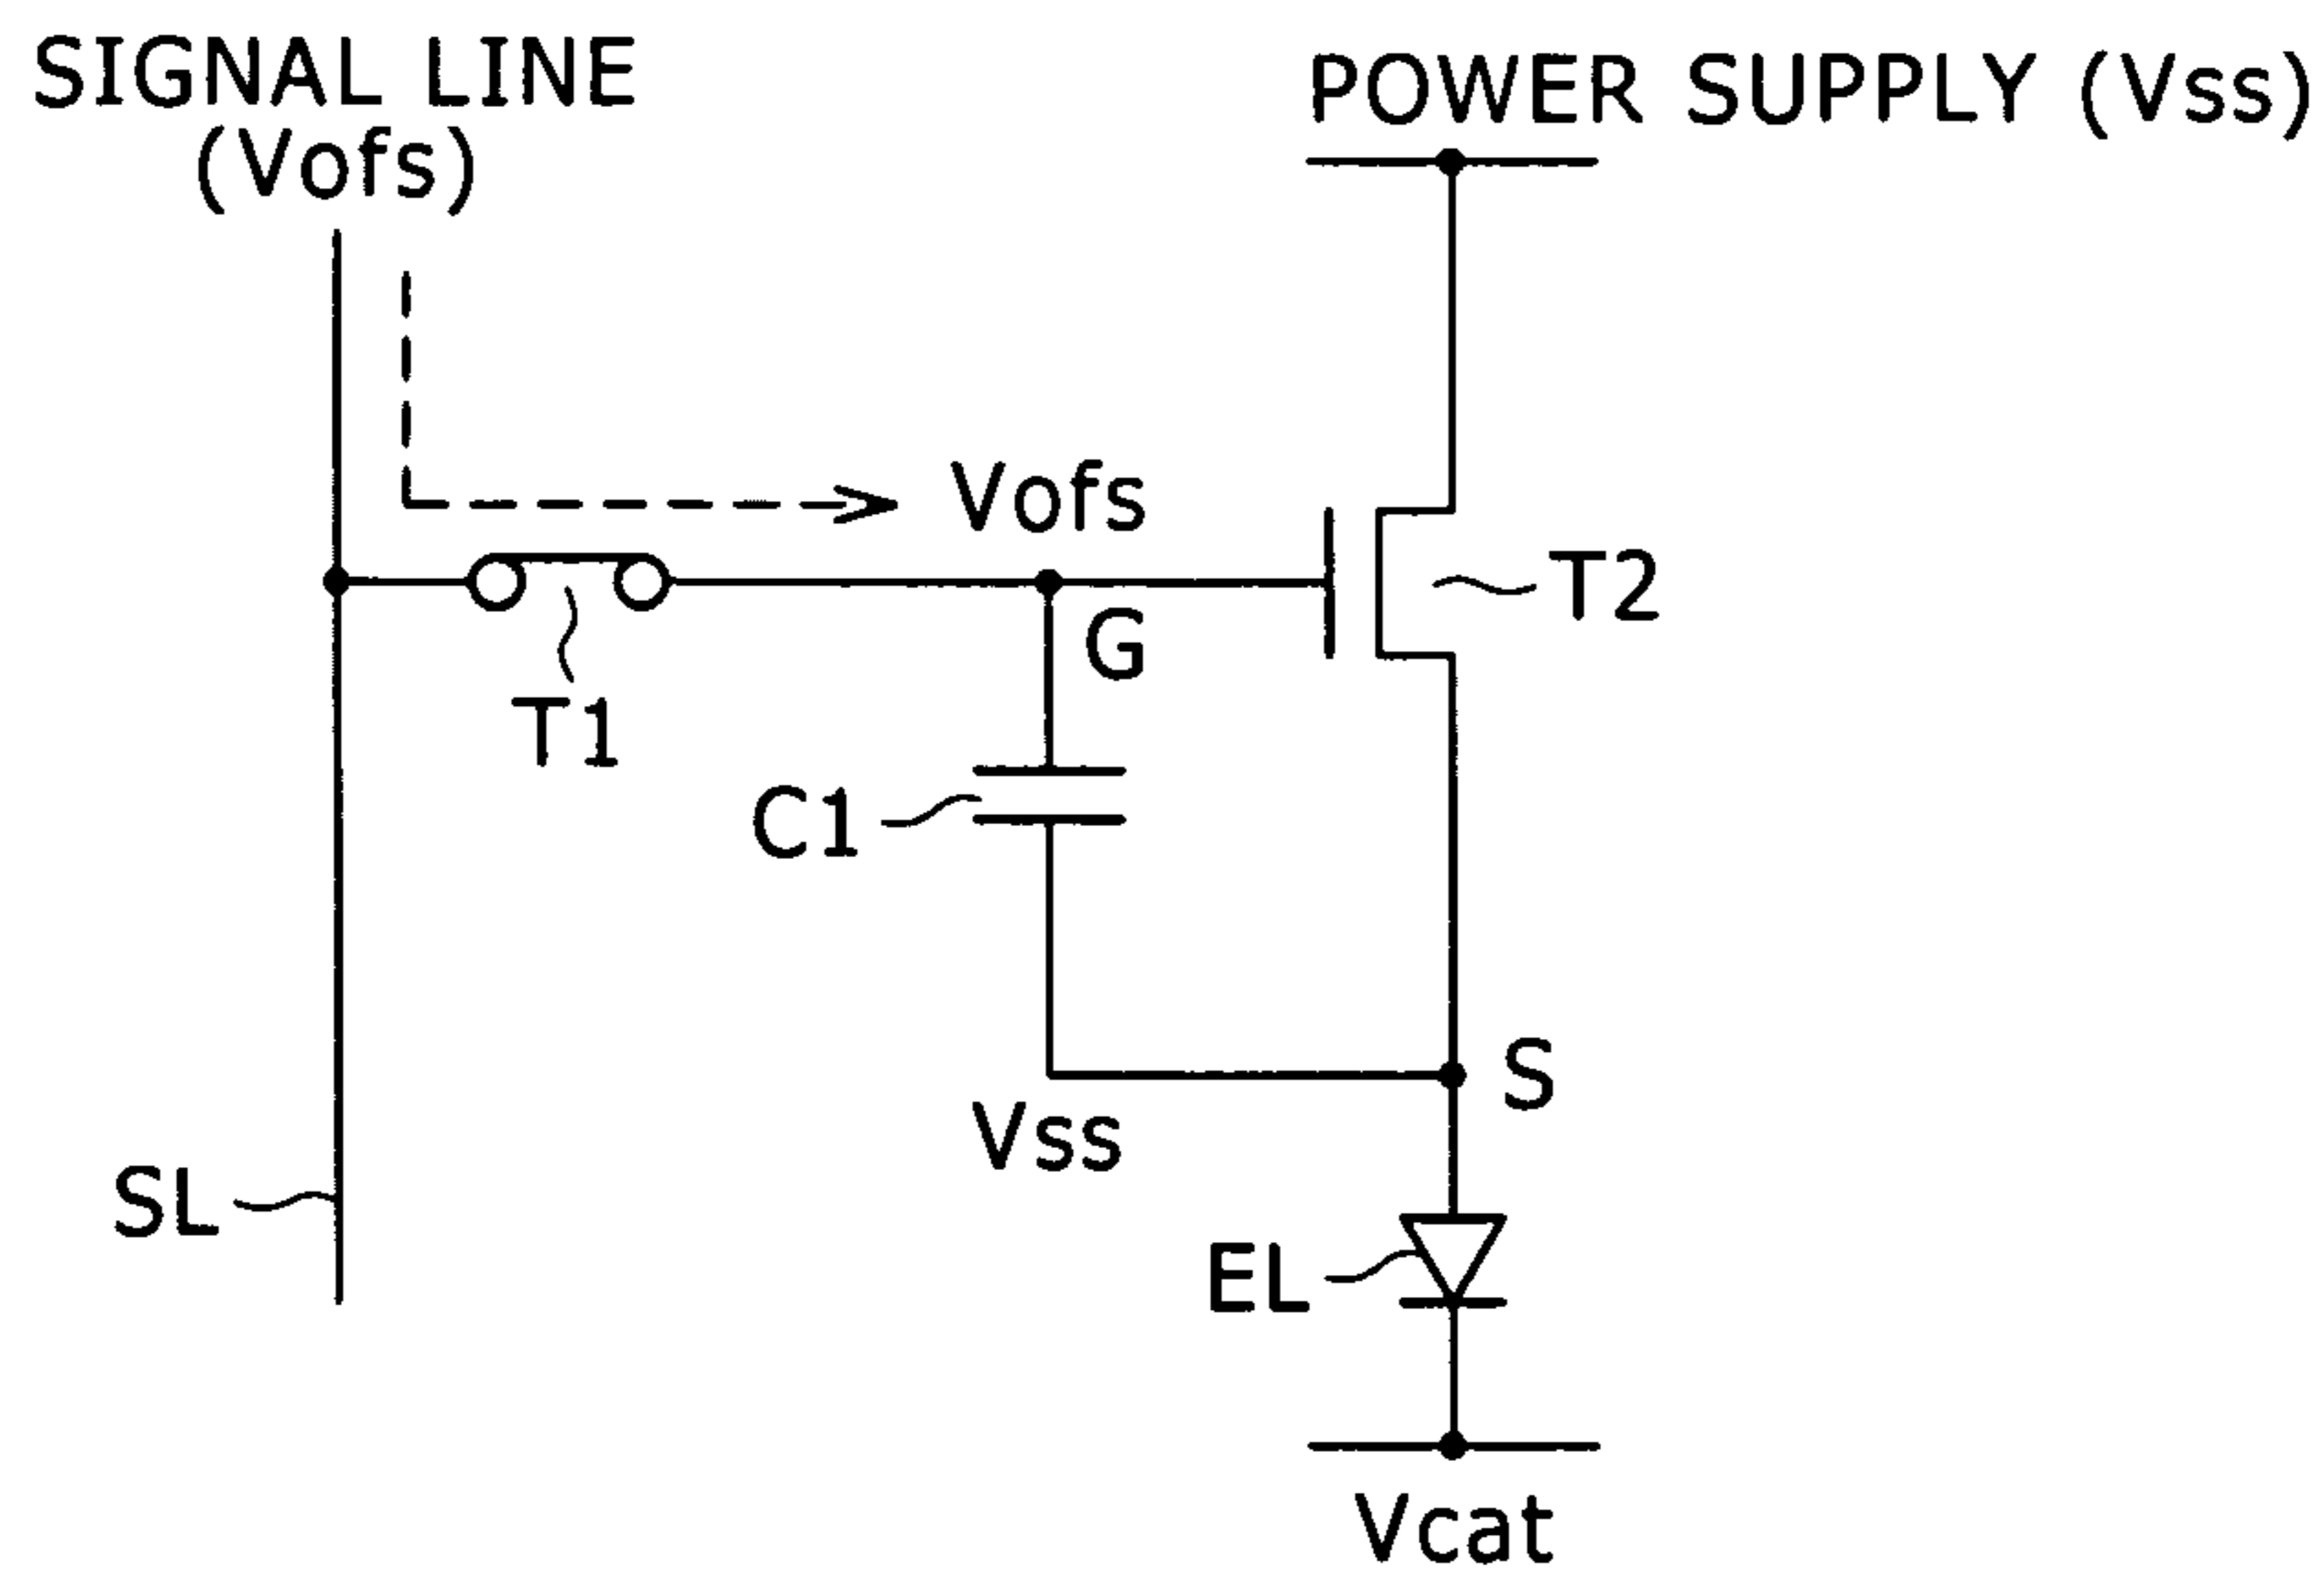 SIGNAL LINE
(Vofs)
POWER SUPPLY (Vss)
Vofs
T2
G
T1
C1
S
Vss
SL
EL
Vcat